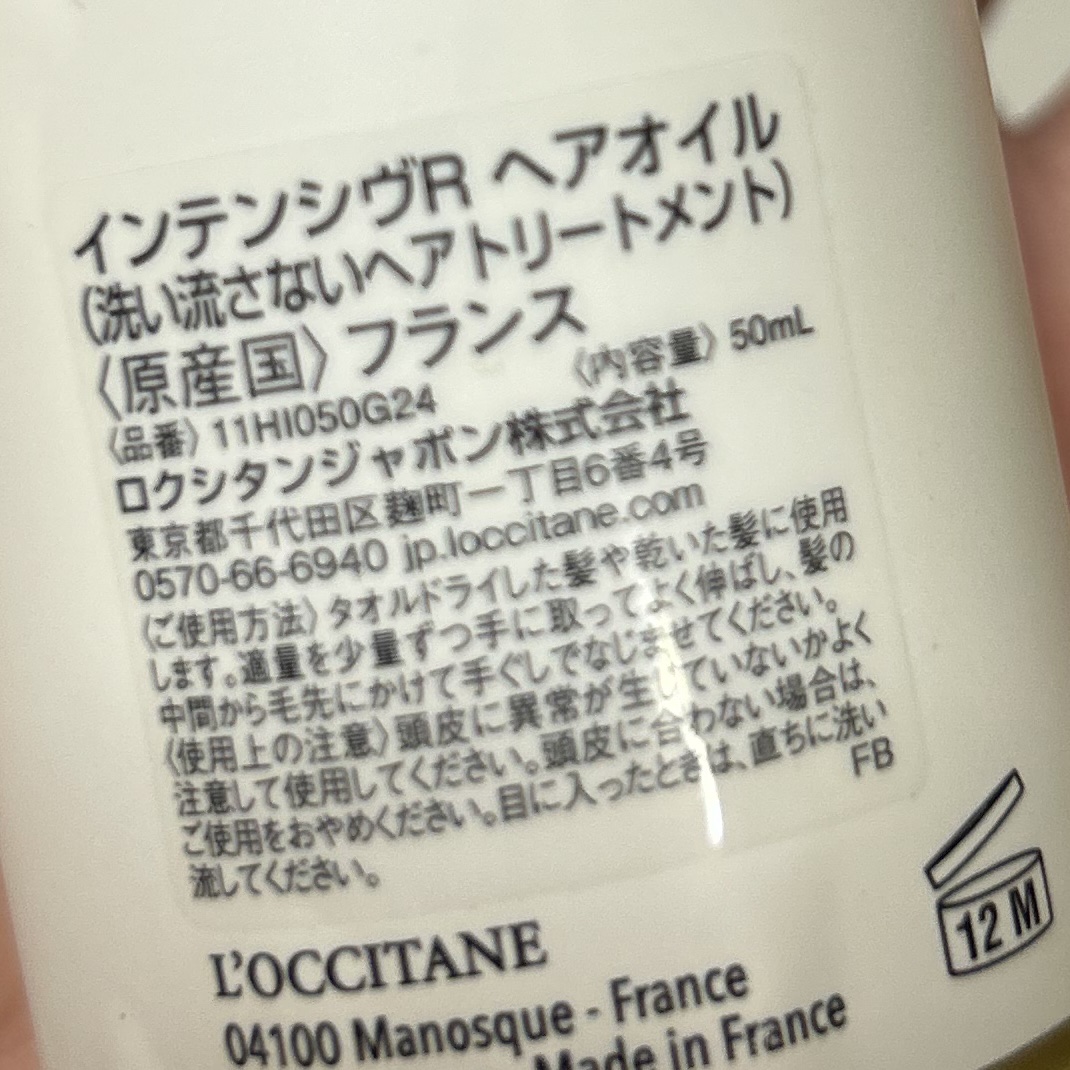 インテンシヴR ヘアオイル
(洗い流さないヘアトリートメント)
〈原産国〉フランス
〈内容量〉50mL
〈品番〉11HI050G24
ロクシタンジャポン株式会社
東京都千代田区麹町一丁目6番4号
0570-66-6940 jp.loccitane.com
〈ご使用方法〉タオルドライした髪や乾いた髪に使用
します。適量を少量ずつ手に取ってよく伸ばし、髪の
中間から毛先にかけて手ぐしでなじませてください。
〈使用上の注意〉頭皮に異常が生じていないかよく
注意して使用してください。頭皮に合わない場合は、
ご使用をおやめください。目に入ったときは、直ちに洗い
流してください。
FB
12 M
L'OCCITANE
04100 Manosque - France
Made in France